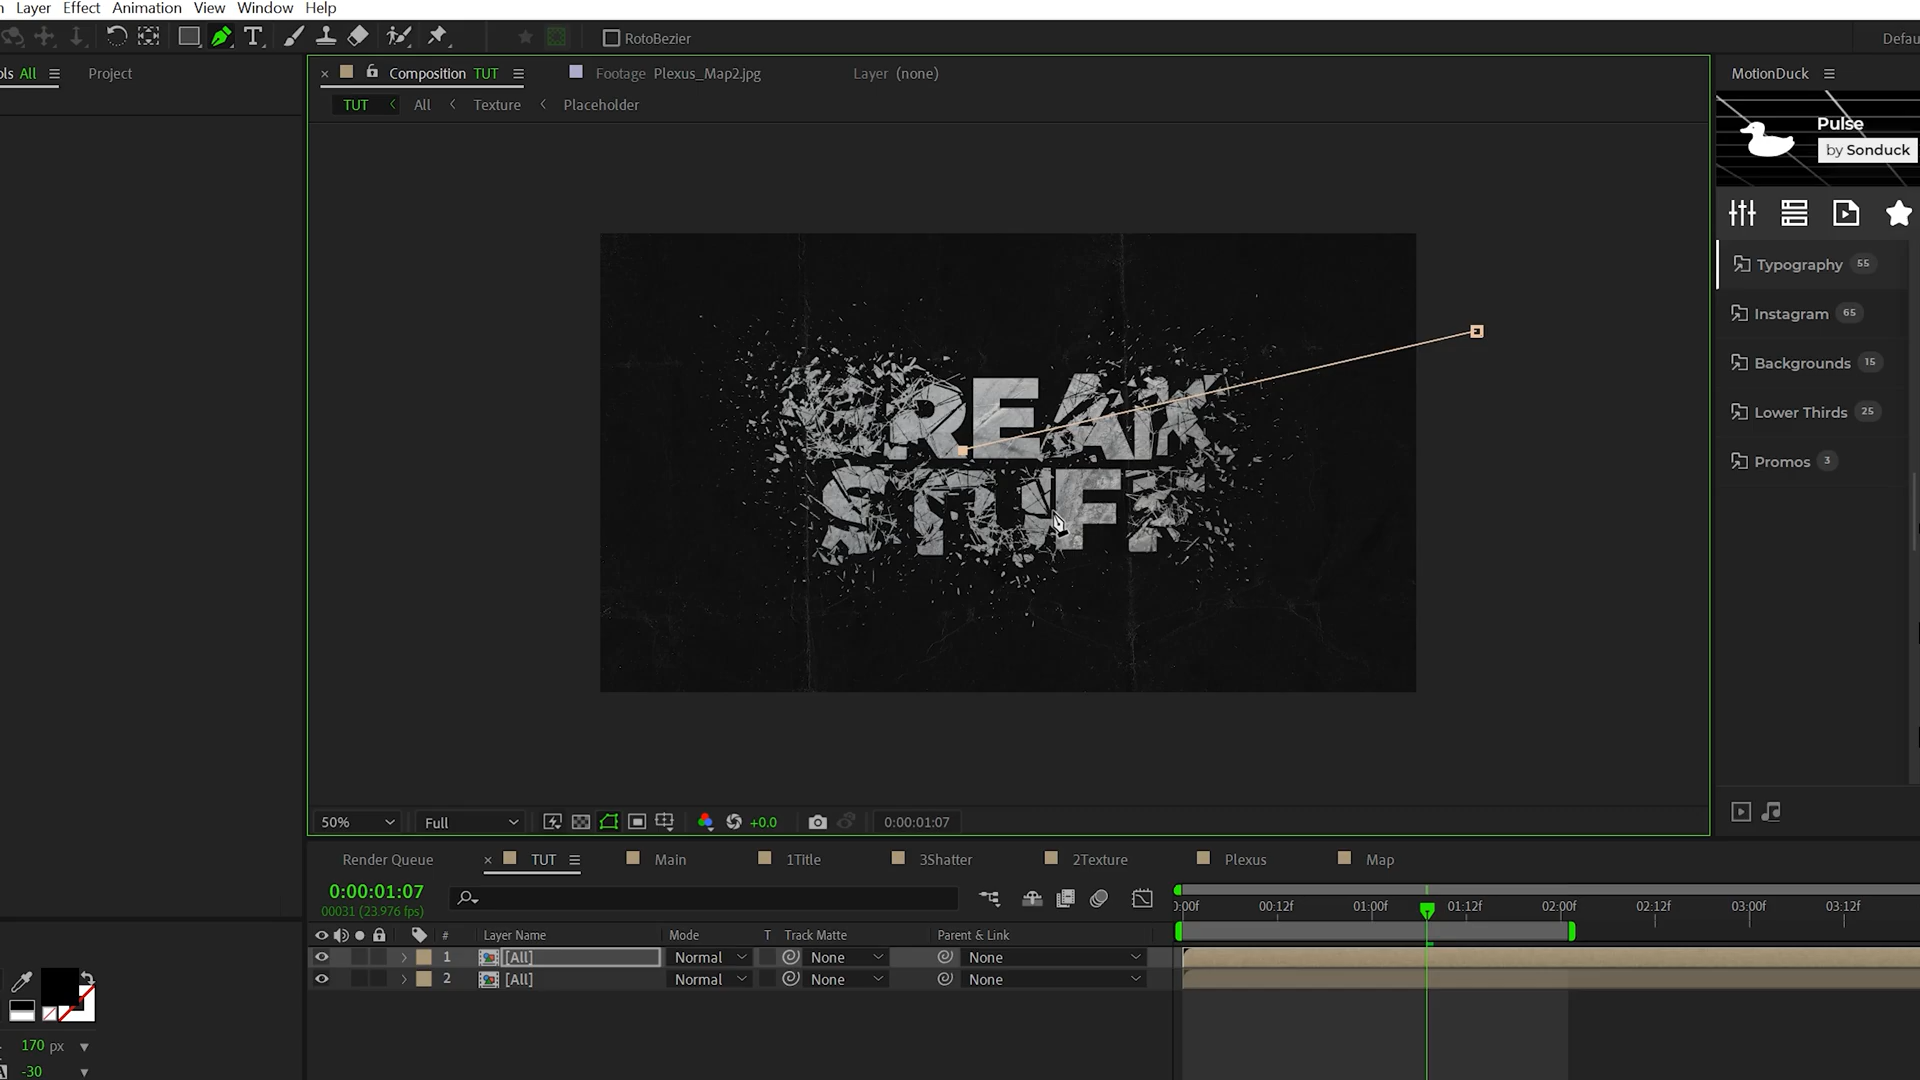 Layer Effect Animation View Window Help
RotoBezier
Defau
ols All Project
Composition TUT Footage Plexus_Map2.jpg Layer (none)
MotionDuck
TUT < All < Texture < Placeholder
Pulse
by Sonduck
Typography 55
Instagram 65
Backgrounds 15
Lower Thirds 25
Promos 3
BREAK
STUFF
50% Full +0.0 0:00:01:07
Render Queue × TUT Main 1Title 3Shatter 2Texture Plexus Map
0:00:01:07
00031 (23.976 fps)
0:00f 00:12f 01:00f 01:12f 02:00f 02:12f 03:00f 03:12f
# Layer Name Mode T Track Matte Parent & Link
1 [All] Normal None None
2 [All] Normal None None
170 px
-30